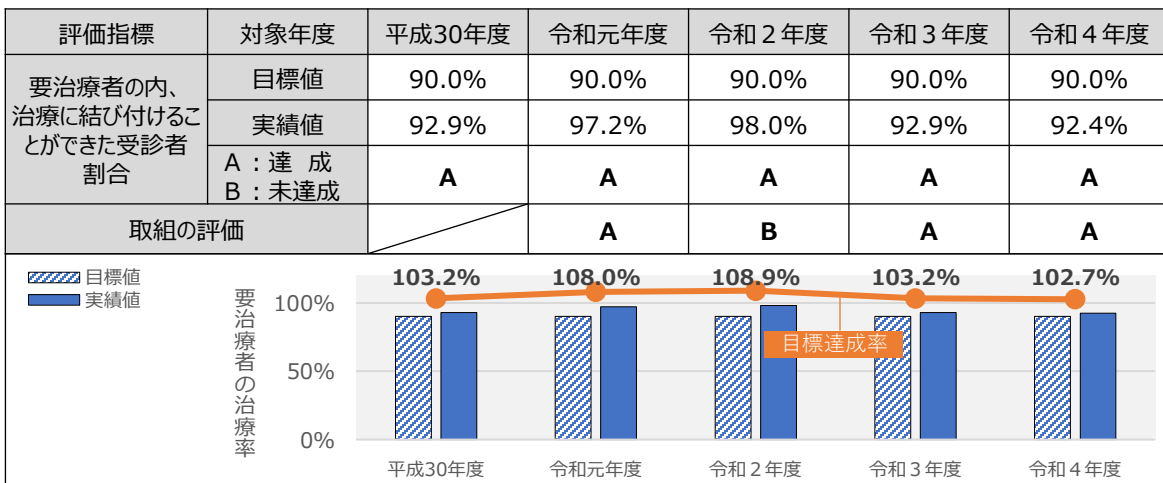 評価指標 対象年度 平成30年度 令和元年度 令和２年度 令和３年度 令和４年度
要治療者の内、
治療に結び付けるこ
とができた受診者
割合
目標値 90.0% 90.0% 90.0% 90.0% 90.0%
実績値 92.9% 97.2% 98.0% 92.9% 92.4%
A：達 成
B：未達成
A A A A A
取組の評価 A B A A
目標値
実績値
要治療者の治療率
103.2% 108.0% 108.9% 103.2% 102.7%
100%
目標達成率
50%
0%
平成30年度 令和元年度 令和２年度 令和３年度 令和４年度